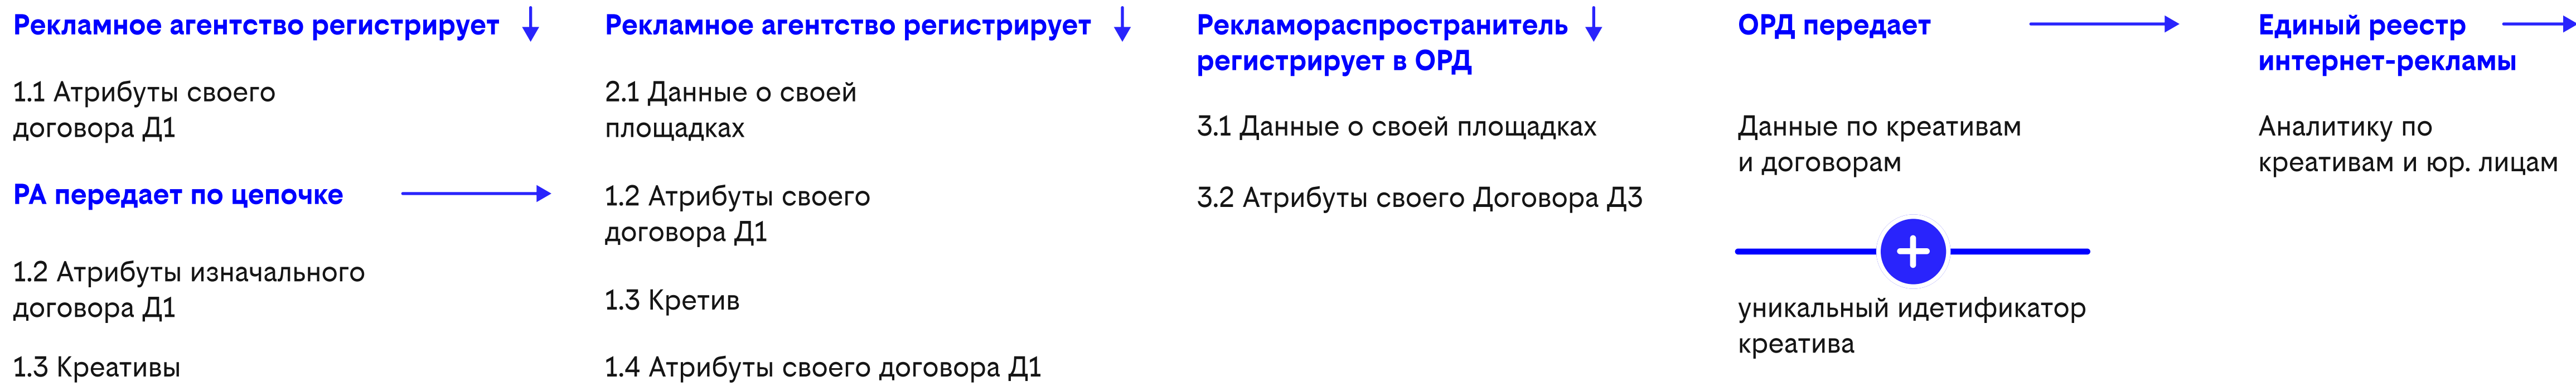 Рекламное агентство регистрирует
1.1 Атрибуты своего
договора Д1
РА передает по цепочке
1.2 Атрибуты изначального
договора Д1
1.3 Креативы
Рекламное агентство регистрирует
2.1 Данные о своей
площадках
1.2 Атрибуты своего
договора Д1
1.3 Кретив
1.4 Атрибуты своего договора Д1
Рекламораспространитель
регистрирует в ОРД
3.1 Данные о своей площадках
3.2 Атрибуты своего Договора Д3
ОРД передает
Данные по креативам
и договорам
уникальный идетификатор
креатива
Единый реестр
интернет-рекламы
Аналитику по
креативам и юр. лицам